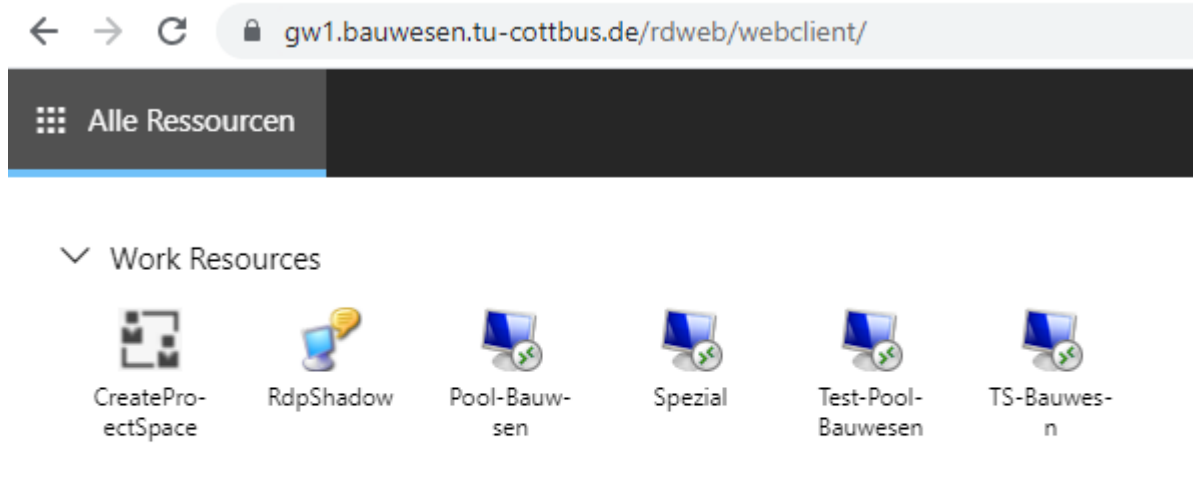 gw1.bauwesen.tu-cottbus.de/rdweb/webclient/
Alle Ressourcen
Work Resources
CreatePro-
ectSpace
RdpShadow
Pool-Bauw-
sen
Spezial
Test-Pool-
Bauwesen
TS-Bauwes-
n